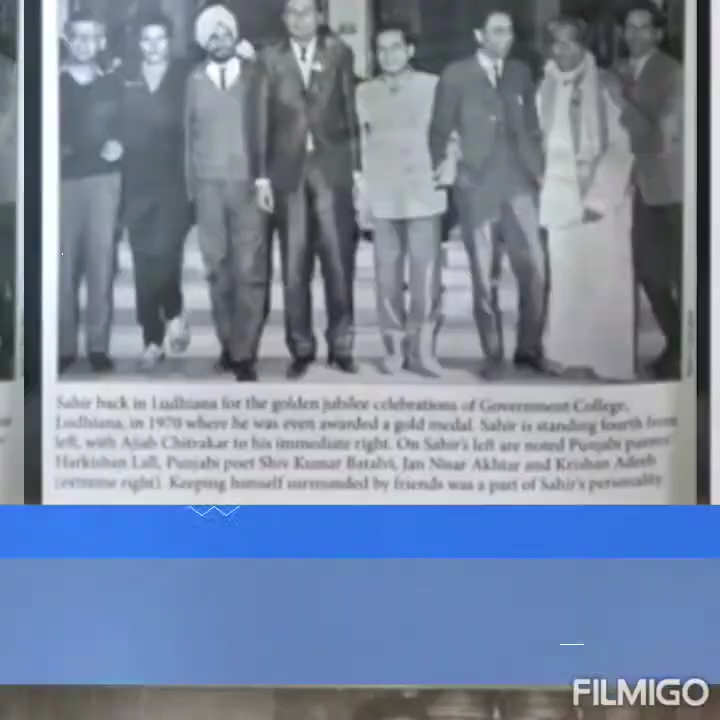 Sahir back in Ludhiana for the golden jubilee celebrations of Government College,
Ludhiana, in 1970 where he was even awarded a gold medal. Sahir is standing fourth from
left, with Ajaib Chitrakar to his immediate right. On Sahir's left are noted Punjabi painter
Harkishan Lall, Punjabi poet Shiv Kumar Batalvi, Jan Nisar Akhtar and Krishan Adeeb
(extreme right). Keeping himself surrounded by friends was a part of Sahir's personality
FILMIGO